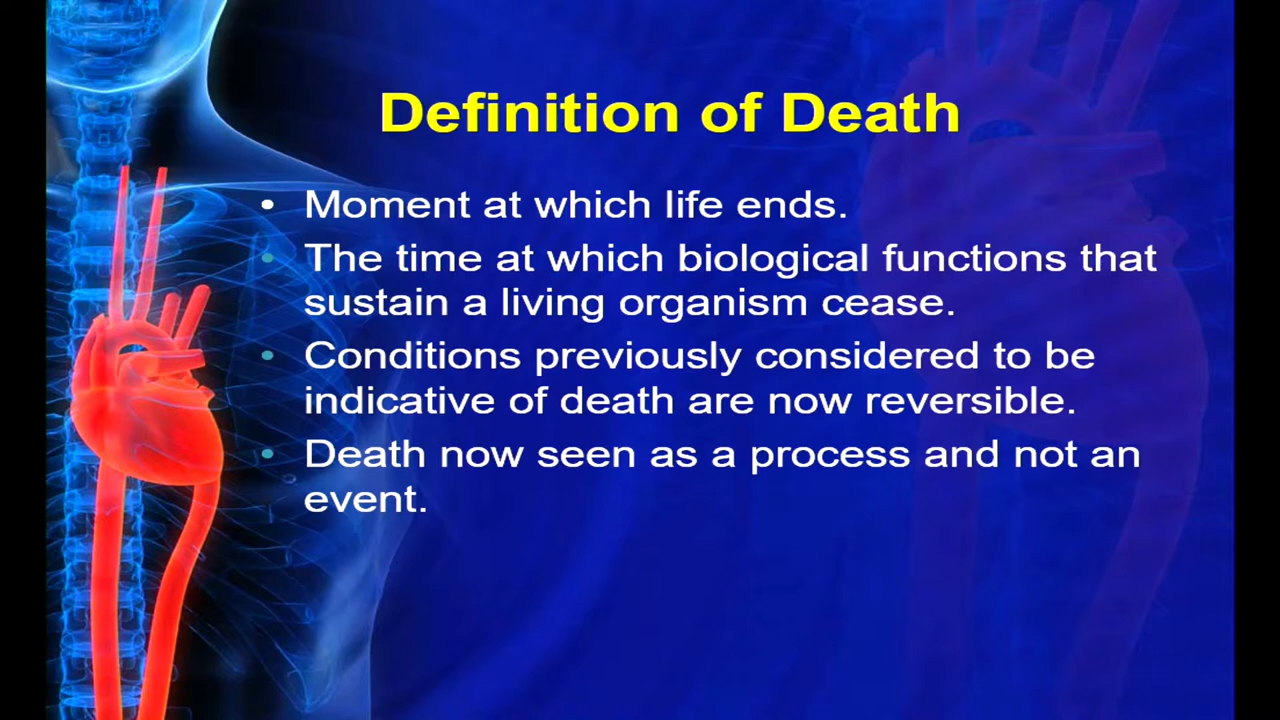 Definition of Death
• Moment at which life ends.
• The time at which biological functions that
sustain a living organism cease.
• Conditions previously considered to be
indicative of death are now reversible.
• Death now seen as a process and not an
event.